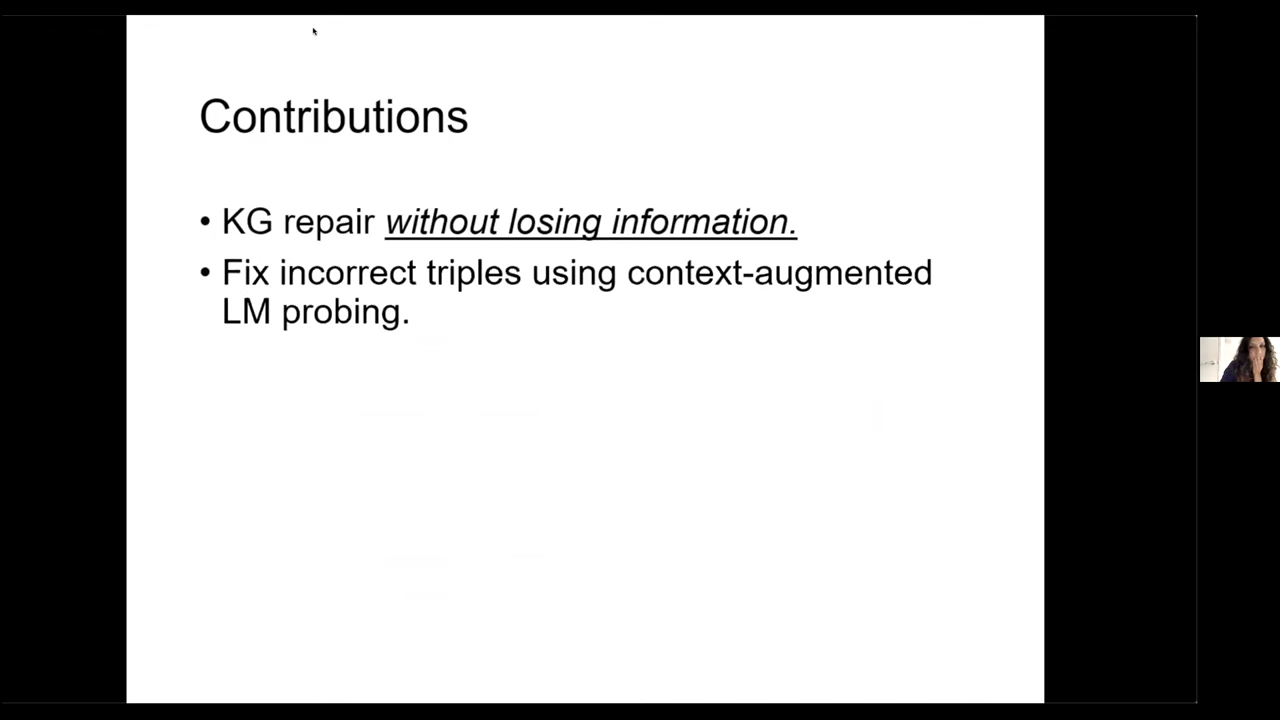 Contributions
• KG repair without losing information.
• Fix incorrect triples using context-augmented
LM probing.